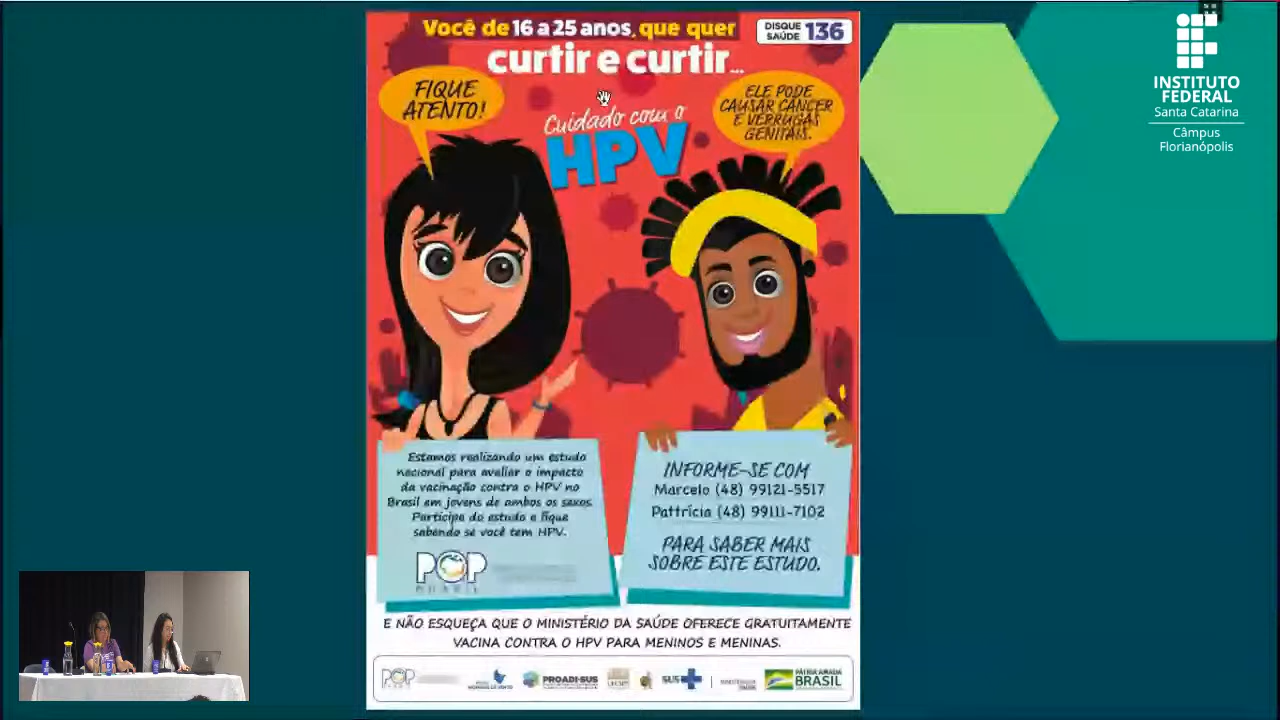 Você de 16 a 25 anos, que quer
curtir e curtir...
DISQUE
SAÚDE 136
FIQUE
ATENTO!
Cuidado com o
HPV
ELE PODE
CAUSAR CÂNCER
E VERRUGAS
GENITAIS.
Estamos realizando um estudo
nacional para avaliar o impacto
da vacinação contra o HPV no
Brasil em jovens de ambos os sexos.
Participe do estudo e fique
sabendo se você tem HPV.
POP
BRASIL
INFORME-SE COM
Marcelo (48) 99121-5517
Pattrícia (48) 99111-7102
PARA SABER MAIS
SOBRE ESTE ESTUDO.
E NÃO ESQUEÇA QUE O MINISTÉRIO DA SAÚDE OFERECE GRATUITAMENTE
VACINA CONTRA O HPV PARA MENINOS E MENINAS.
POP
PROADI-SUS
SUS
PÁTRIA AMADA
BRASIL
INSTITUTO
FEDERAL
Santa Catarina
Câmpus
Florianópolis